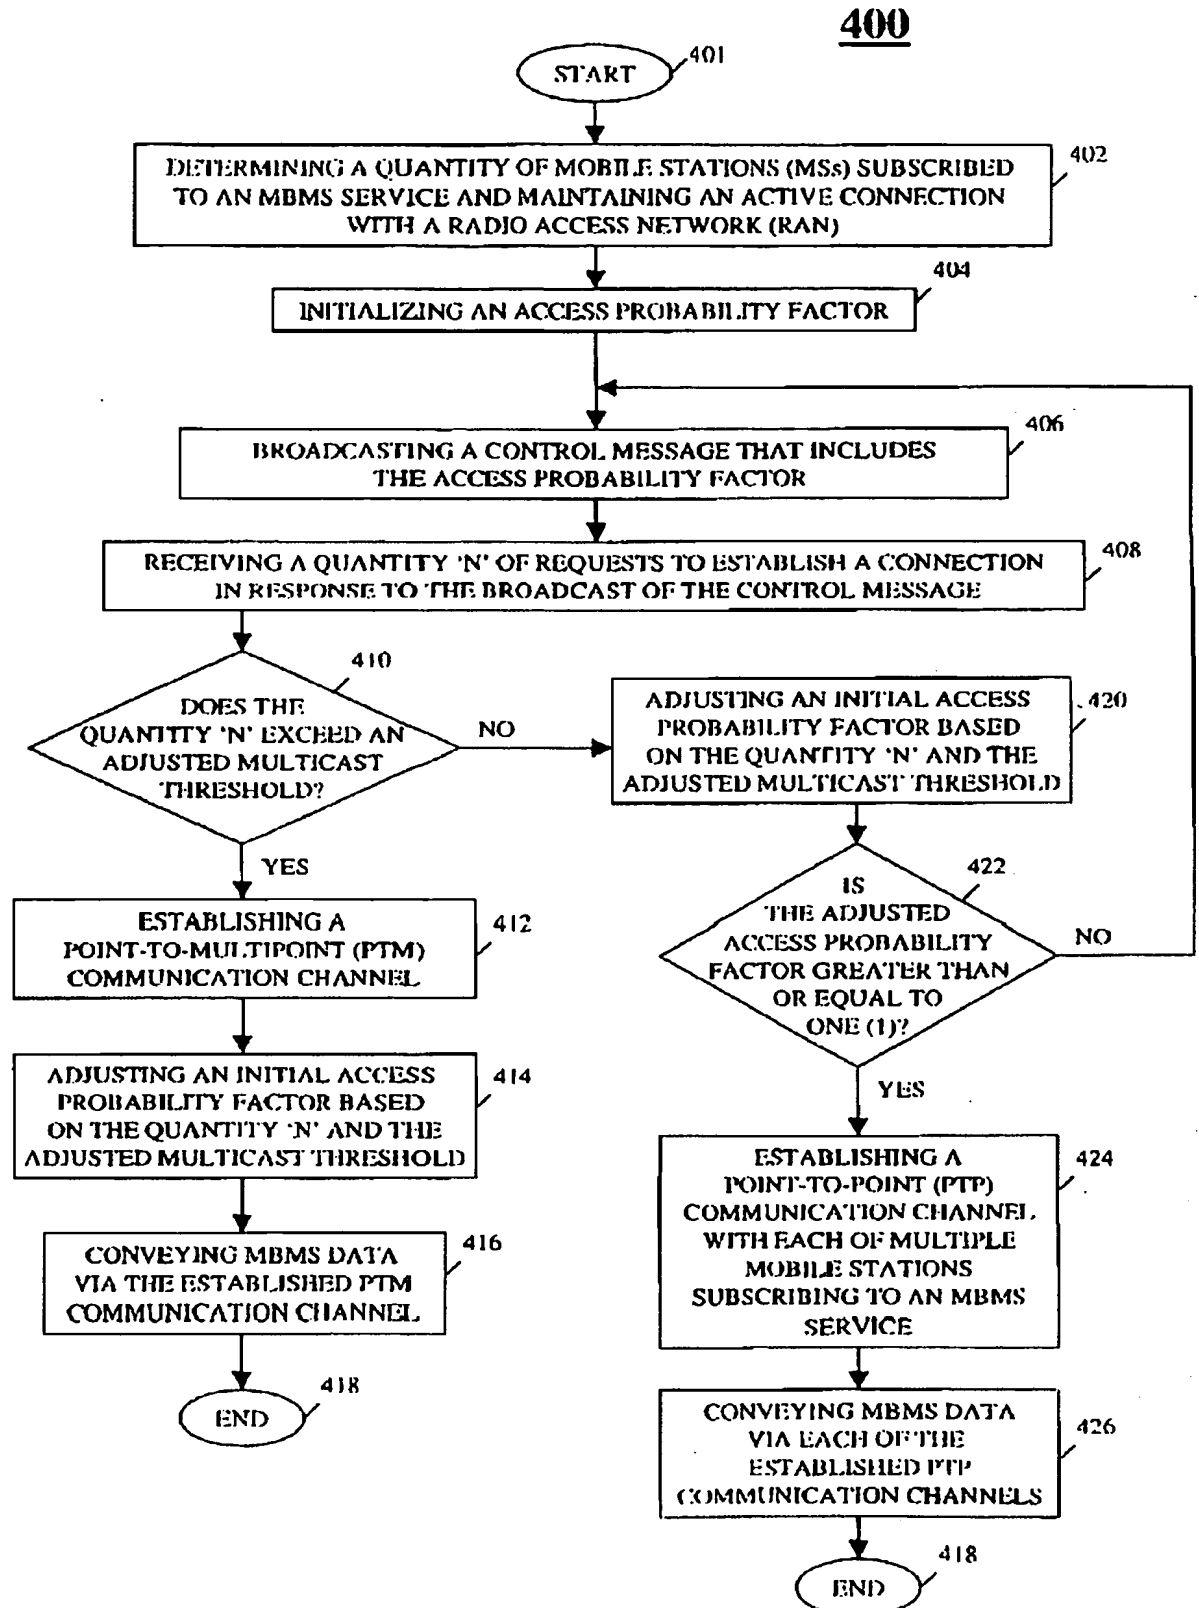 400
START
401
DETERMINING A QUANTITY OF MOBILE STATIONS (MSs) SUBSCRIBED
TO AN MBMS SERVICE AND MAINTAINING AN ACTIVE CONNECTION
WITH A RADIO ACCESS NETWORK (RAN)
402
INITIALIZING AN ACCESS PROBABILITY FACTOR
404
BROADCASTING A CONTROL MESSAGE THAT INCLUDES
THE ACCESS PROBABILITY FACTOR
406
RECEIVING A QUANTITY 'N' OF REQUESTS TO ESTABLISH A CONNECTION
IN RESPONSE TO THE BROADCAST OF THE CONTROL MESSAGE
408
DOES THE
QUANTITY 'N' EXCEED AN
ADJUSTED MULTICAST
THRESHOLD?
410
NO
YES
ADJUSTING AN INITIAL ACCESS
PROBABILITY FACTOR BASED
ON THE QUANTITY 'N' AND THE
ADJUSTED MULTICAST THRESHOLD
420
IS
THE ADJUSTED
ACCESS PROBABILITY
FACTOR GREATER THAN
OR EQUAL TO
ONE (1)?
422
NO
YES
ESTABLISHING A
POINT-TO-MULTIPOINT (PTM)
COMMUNICATION CHANNEL
412
ADJUSTING AN INITIAL ACCESS
PROBABILITY FACTOR BASED
ON THE QUANTITY 'N' AND THE
ADJUSTED MULTICAST THRESHOLD
414
CONVEYING MBMS DATA
VIA THE ESTABLISHED PTM
COMMUNICATION CHANNEL
416
END
418
ESTABLISHING A
POINT-TO-POINT (PTP)
COMMUNICATION CHANNEL
WITH EACH OF MULTIPLE
MOBILE STATIONS
SUBSCRIBING TO AN MBMS
SERVICE
424
CONVEYING MBMS DATA
VIA EACH OF THE
ESTABLISHED PTP
COMMUNICATION CHANNELS
426
END
418